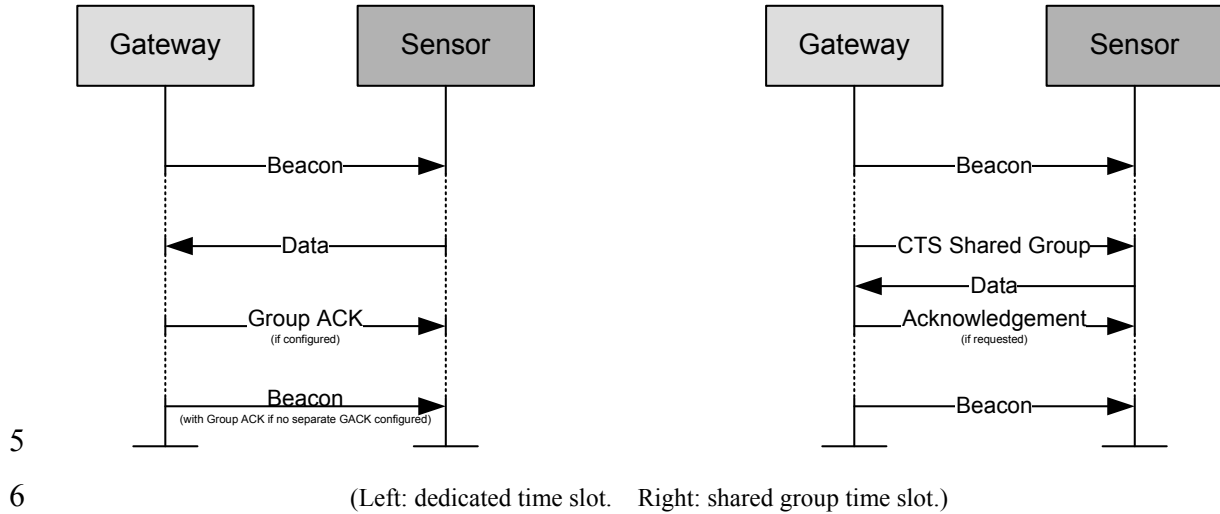 Gateway
Sensor
Beacon
Data
Group ACK
(if configured)
Beacon
(with Group ACK if no separate GACK configured)
Gateway
Sensor
Beacon
CTS Shared Group
Data
Acknowledgement
(if requested)
Beacon
5
6 (Left: dedicated time slot. Right: shared group time slot.)